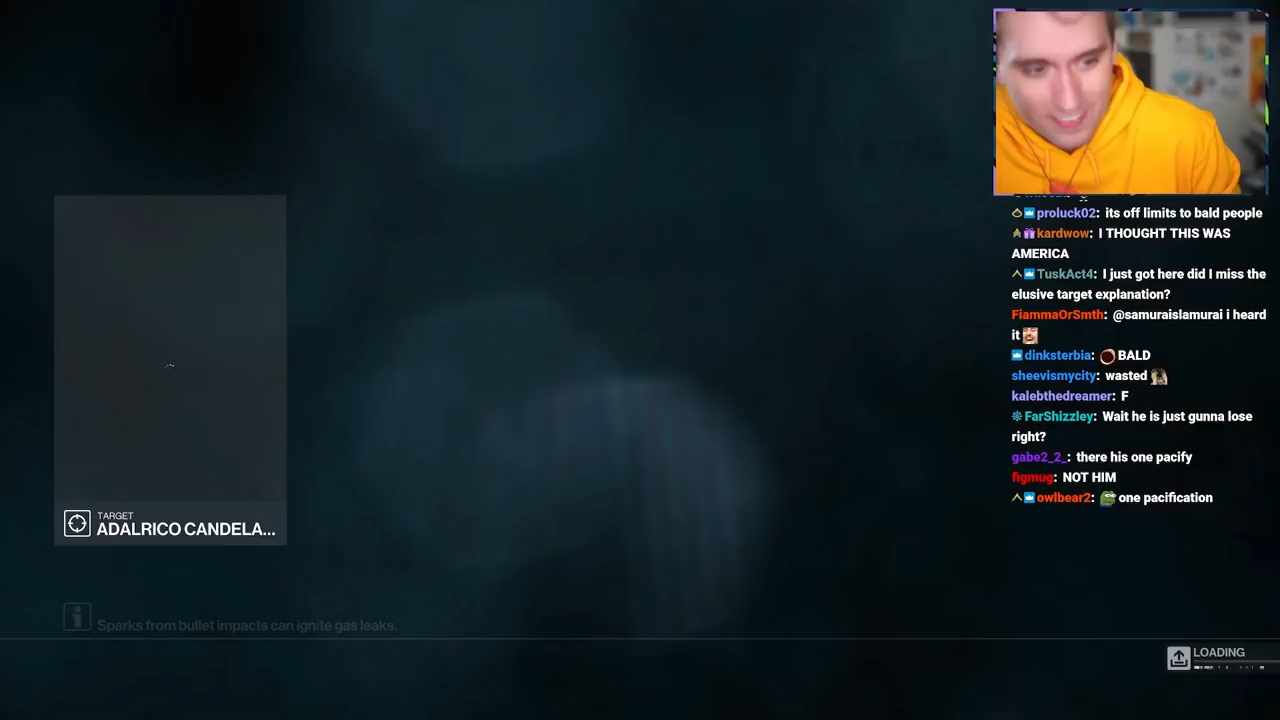 proluck02: its off limits to bald people
kardwow: I THOUGHT THIS WAS
AMERICA
TuskAct4: I just got here did I miss the
elusive target explanation?
FiammaOrSmth: @samuraislamurai i heard
it
dinksterbia: BALD
sheevismycity: wasted
kalebthedreamer: F
FarShizzley: Wait he is just gunna lose
right?
gabe2_2_: there his one pacify
figmug: NOT HIM
owlbear2: one pacification
TARGET
ADALRICO CANDELA...
Sparks from bullet impacts can ignite gas leaks.
LOADING